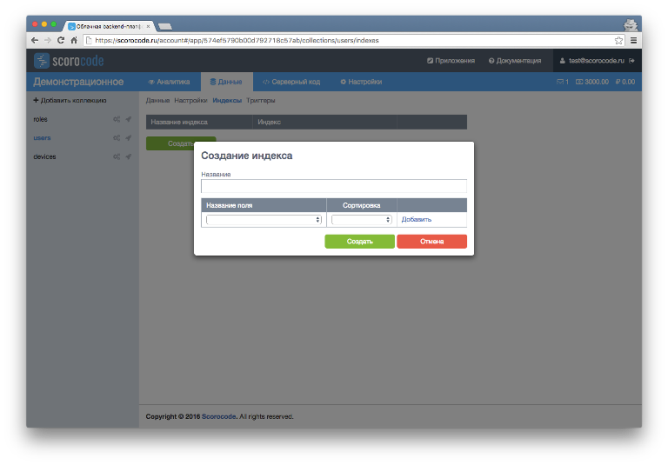 Облачная backend-платф
https://scorocode.ru/account#/app/574ef5790b00d792718c57ab/collections/users/indexes
scorocode
Приложения Документация test@scorocode.ru
Демонстрационное Аналитика Данные Серверный код Настройки 1 3000.00 0.00
+ Добавить коллекцию Данные Настройки Индексы Триггеры
roles Название индекса Индекс
users Создать
devices
Создание индекса
Название
Название поля Сортировка
Добавить
Создать Отмена
Copyright © 2016 Scorocode. All rights reserved.